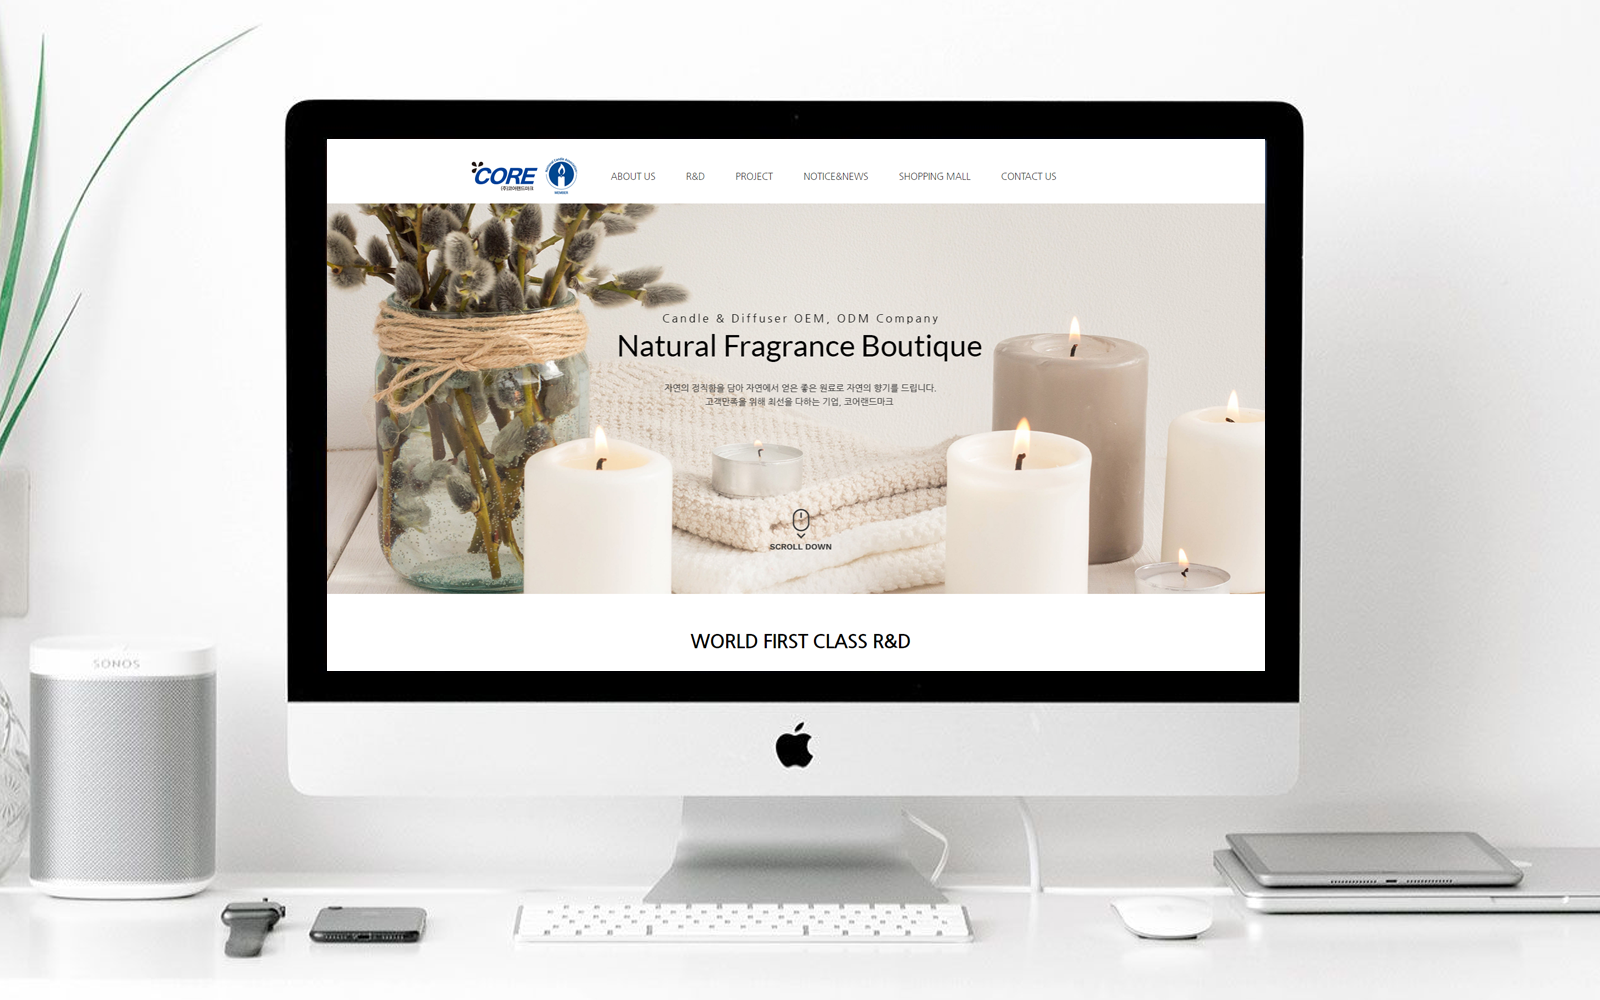 CORE
(주)코어랜드마크
MEMBER
ABOUT US
R&D
PROJECT
NOTICE&NEWS
SHOPPING MALL
CONTACT US
Candle & Diffuser OEM, ODM Company
Natural Fragrance Boutique
자연의 정직함을 담아 자연에서 얻은 좋은 원료로 자연의 향기를 드립니다.
고객만족을 위해 최선을 다하는 기업, 코어랜드마크
SCROLL DOWN
WORLD FIRST CLASS R&D
SONOS